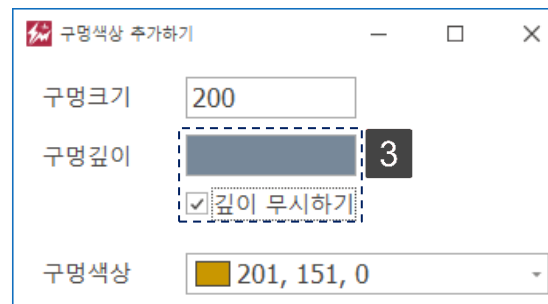 구멍색상 추가하기
구멍크기 200
구멍깊이 3
깊이 무시하기
구멍색상 201, 151, 0